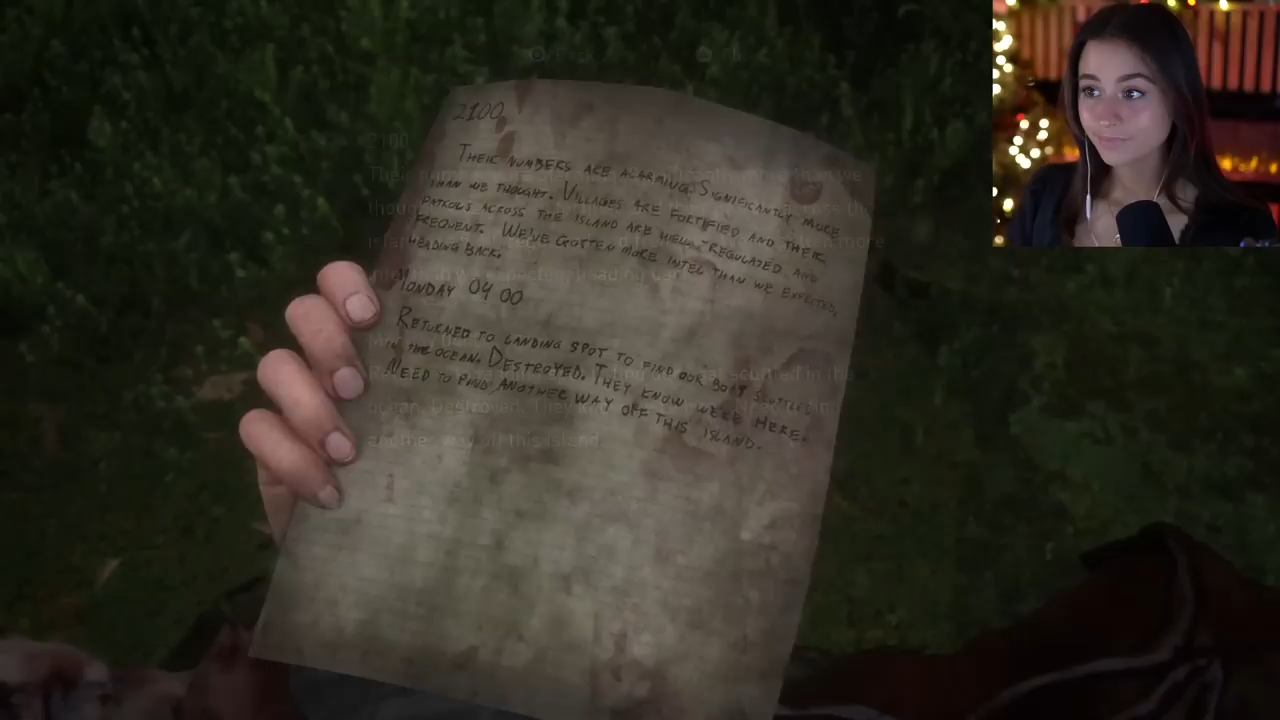 2100
THEIR NUMBERS ARE ALARMING. SIGNIFICANTLY MORE
THAN WE THOUGHT. VILLAGES ARE FORTIFIED AND THEIR
PATROLS ACROSS THE ISLAND ARE WELL-REGULATED AND
FREQUENT. WE'VE GOTTEN MORE INTEL THAN WE EXPECTED,
HEADING BACK.
MONDAY 04 00
RETURNED TO LANDING SPOT TO FIND OUR BOAT SCUTTLED
IN THE OCEAN. DESTROYED. THEY KNOW WE'RE HERE.
NEED TO FIND ANOTHER WAY OFF THIS ISLAND.